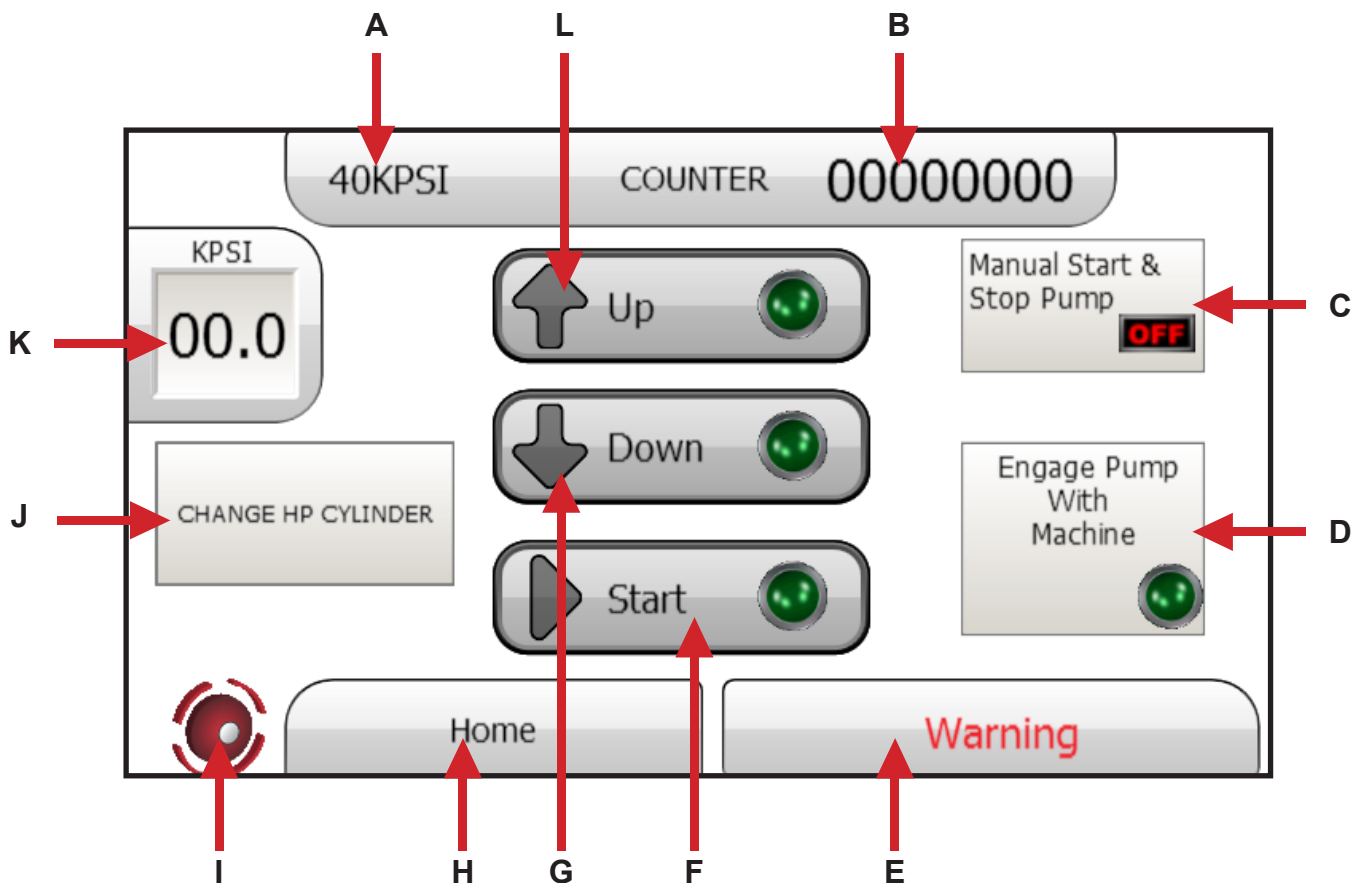 A L B
40KPSI COUNTER 00000000
KPSI
00.0
K
Up
Manual Start &
Stop Pump
OFF
C
Down
J
CHANGE HP CYLINDER
Engage Pump
With
Machine
D
Start
Home
Warning
I H G F E